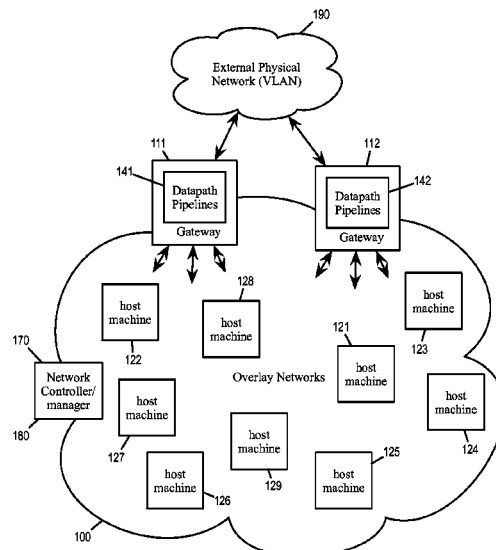 190
External Physical
Network (VLAN)
111
112
141
Datapath
Pipelines
Gateway
Datapath
Pipelines
142
Gateway
128
host
machine
122
host
machine
121
host
machine
host
machine
123
170
Network
Controller/
manager
180
Overlay Networks
host
machine
127
host
machine
124
host
machine
129
125
host
machine
host
machine
126
100